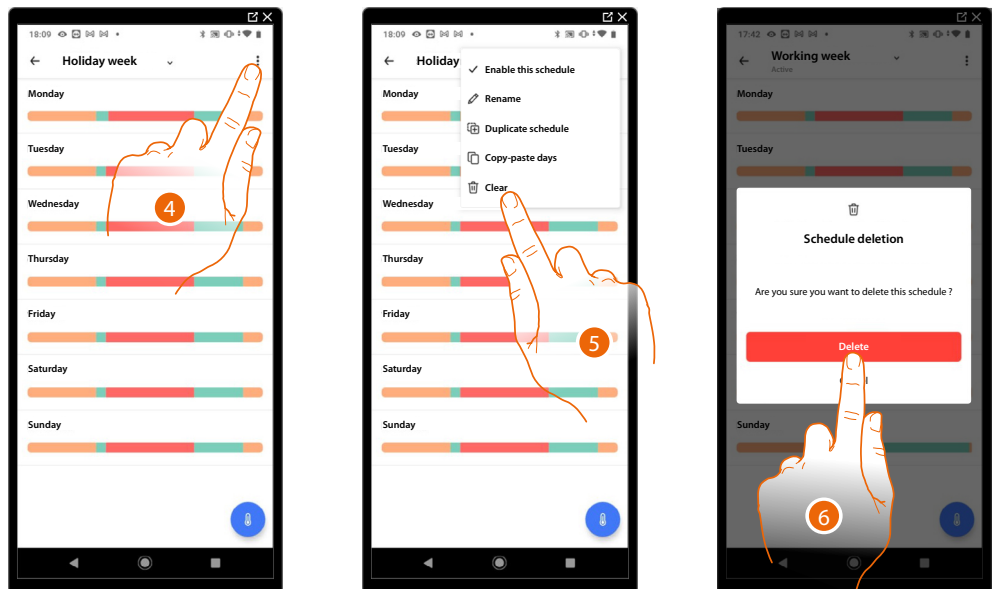 18:09
Holiday week
Monday
Tuesday
Wednesday
Thursday
Friday
Saturday
Sunday
4
18:09
Holiday
Enable this schedule
Rename
Duplicate schedule
Copy-paste days
Clear
Monday
Tuesday
Wednesday
Thursday
Friday
Saturday
Sunday
5
17:42
Working week
Active
Monday
Tuesday
Schedule deletion
Are you sure you want to delete this schedule ?
Delete
Sunday
6